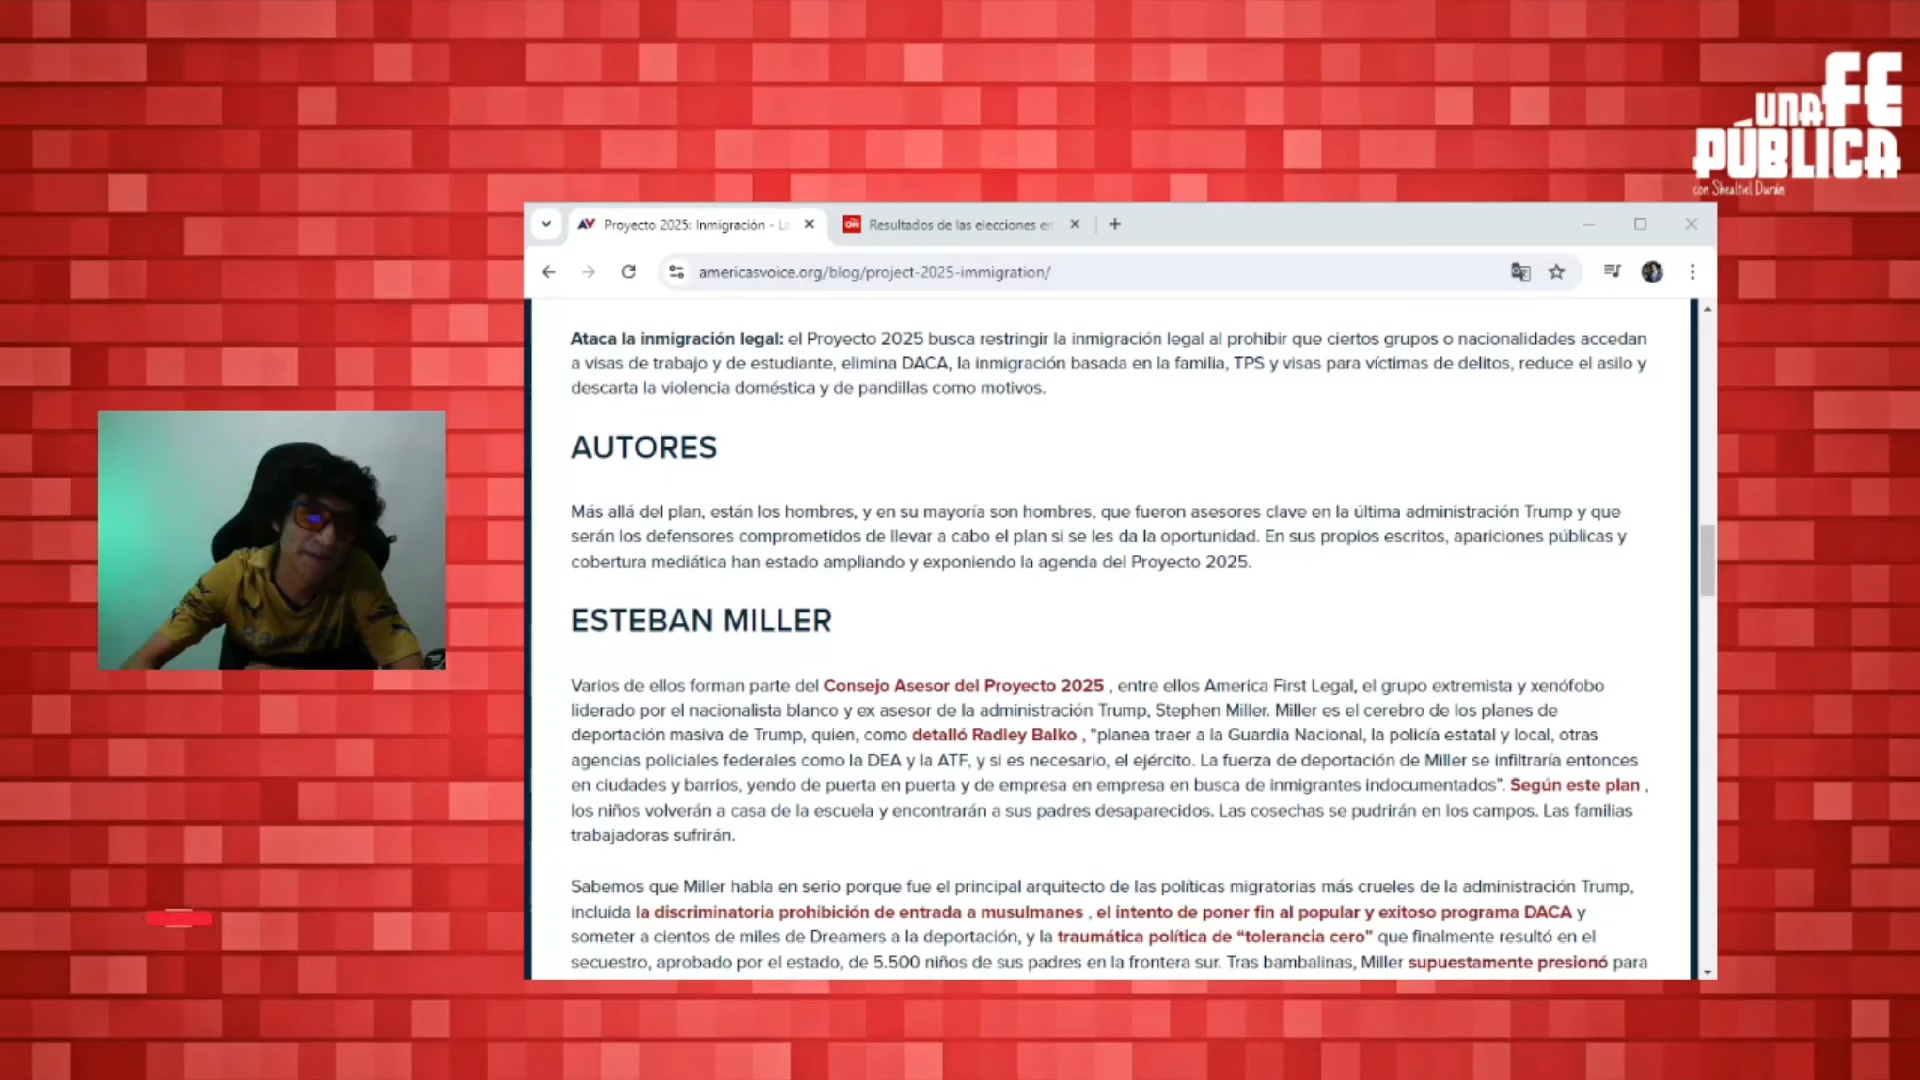 UNA FE
PÚBLICA
con Shealtiel Durán
Proyecto 2025: Inmigración - La
Resultados de las elecciones en
americasvoice.org/blog/project-2025-immigration/
Ataca la inmigración legal: el Proyecto 2025 busca restringir la inmigración legal al prohibir que ciertos grupos o nacionalidades accedan
a visas de trabajo y de estudiante, elimina DACA, la inmigración basada en la familia, TPS y visas para víctimas de delitos, reduce el asilo y
descarta la violencia doméstica y de pandillas como motivos.
AUTORES
Más allá del plan, están los hombres, y en su mayoría son hombres, que fueron asesores clave en la última administración Trump y que
serán los defensores comprometidos de llevar a cabo el plan si se les da la oportunidad. En sus propios escritos, apariciones públicas y
cobertura mediática han estado ampliando y exponiendo la agenda del Proyecto 2025.
ESTEBAN MILLER
Varios de ellos forman parte del Consejo Asesor del Proyecto 2025 , entre ellos America First Legal, el grupo extremista y xenófobo
liderado por el nacionalista blanco y ex asesor de la administración Trump, Stephen Miller. Miller es el cerebro de los planes de
deportación masiva de Trump, quien, como detalló Radley Balko , "planea traer a la Guardia Nacional, la policía estatal y local, otras
agencias policiales federales como la DEA y la ATF, y si es necesario, el ejército. La fuerza de deportación de Miller se infiltraría entonces
en ciudades y barrios, yendo de puerta en puerta y de empresa en empresa en busca de inmigrantes indocumentados". Según este plan ,
los niños volverán a casa de la escuela y encontrarán a sus padres desaparecidos. Las cosechas se pudrirán en los campos. Las familias
trabajadoras sufrirán.
Sabemos que Miller habla en serio porque fue el principal arquitecto de las políticas migratorias más crueles de la administración Trump,
incluida la discriminatoria prohibición de entrada a musulmanes , el intento de poner fin al popular y exitoso programa DACA y
someter a cientos de miles de Dreamers a la deportación, y la traumática política de “tolerancia cero” que finalmente resultó en el
secuestro, aprobado por el estado, de 5.500 niños de sus padres en la frontera sur. Tras bambalinas, Miller supuestamente presionó para